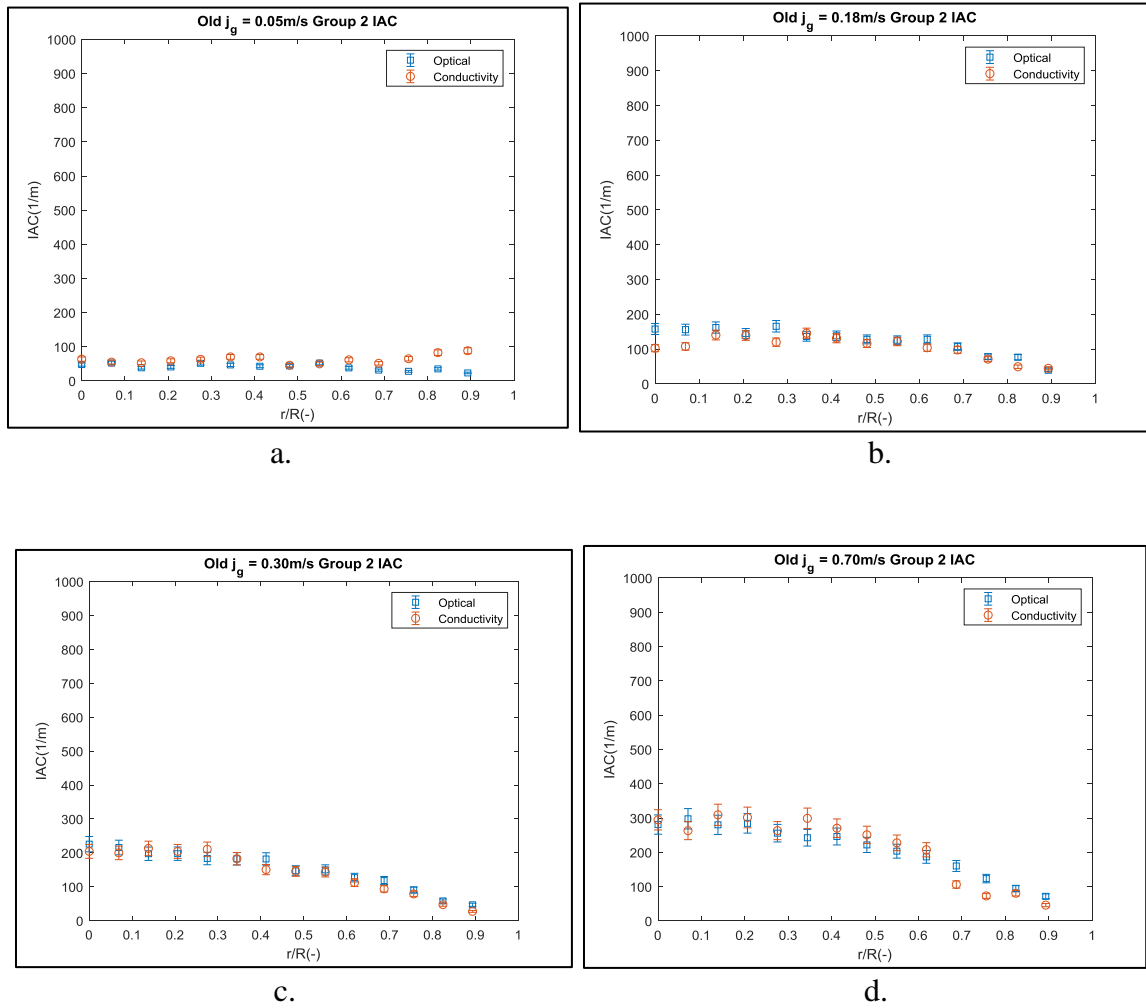 Old j_g = 0.05m/s Group 2 IAC
1000
900
800
700
600
500
400
300
200
100
0
IAC(1/m)
Optical
Conductivity
0 0.1 0.2 0.3 0.4 0.5 0.6 0.7 0.8 0.9 1
r/R(-)
a.
Old j_g = 0.18m/s Group 2 IAC
1000
900
800
700
600
500
400
300
200
100
0
IAC(1/m)
Optical
Conductivity
0 0.1 0.2 0.3 0.4 0.5 0.6 0.7 0.8 0.9 1
r/R(-)
b.
Old j_g = 0.30m/s Group 2 IAC
1000
900
800
700
600
500
400
300
200
100
0
IAC(1/m)
Optical
Conductivity
0 0.1 0.2 0.3 0.4 0.5 0.6 0.7 0.8 0.9 1
r/R(-)
c.
Old j_g = 0.70m/s Group 2 IAC
1000
900
800
700
600
500
400
300
200
100
0
IAC(1/m)
Optical
Conductivity
0 0.1 0.2 0.3 0.4 0.5 0.6 0.7 0.8 0.9 1
r/R(-)
d.